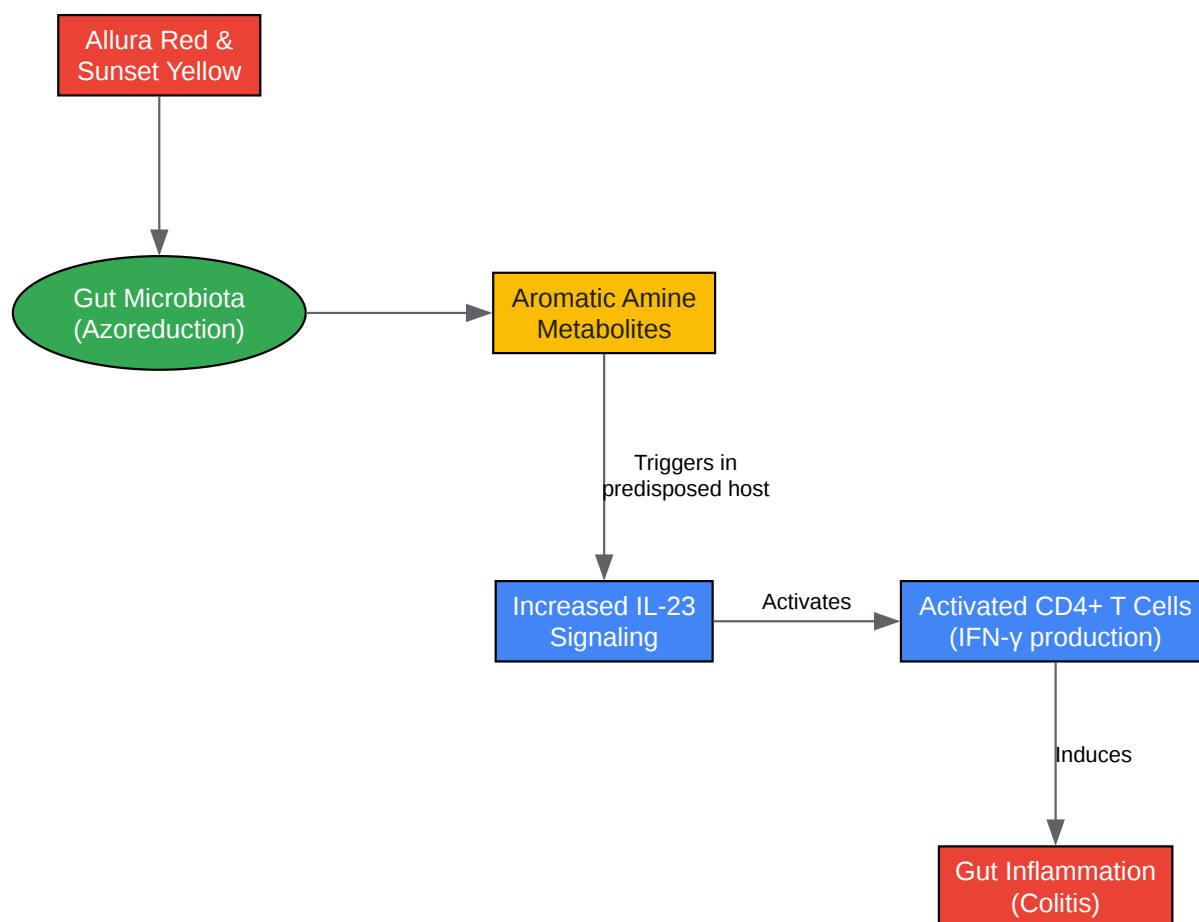 Allura Red &
Sunset Yellow
Gut Microbiota
(Azoreduction)
Aromatic Amine
Metabolites
Triggers in
predisposed host
Increased IL-23
Signaling
Activates
Activated CD4+ T Cells
(IFN-γ production)
Induces
Gut Inflammation
(Colitis)